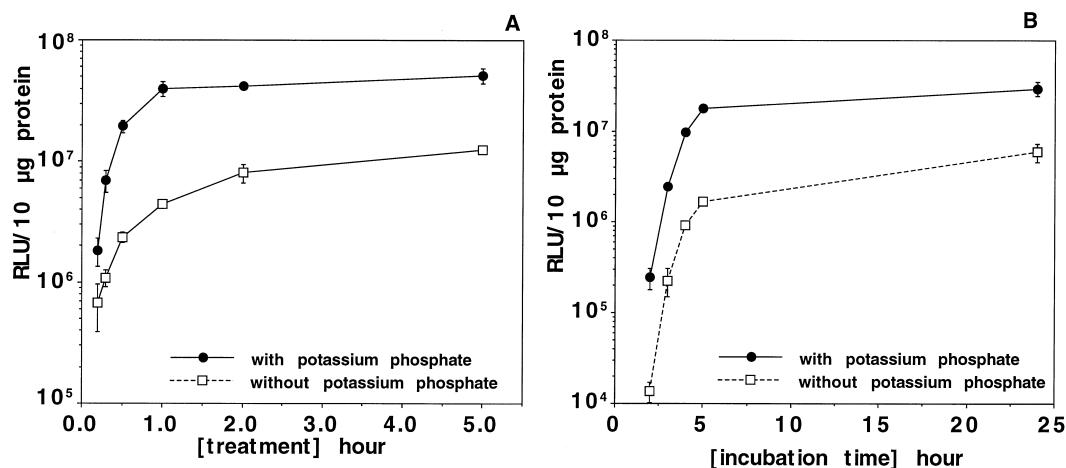 A
10⁸
10⁷
10⁶
10⁵
RLU/10 µg protein
with potassium phosphate
without potassium phosphate
0.0 1.0 2.0 3.0 4.0 5.0
[treatment] hour
B
10⁸
10⁷
10⁶
10⁵
10⁴
RLU/10 µg protein
with potassium phosphate
without potassium phosphate
0 5 10 15 20 25
[incubation time] hour